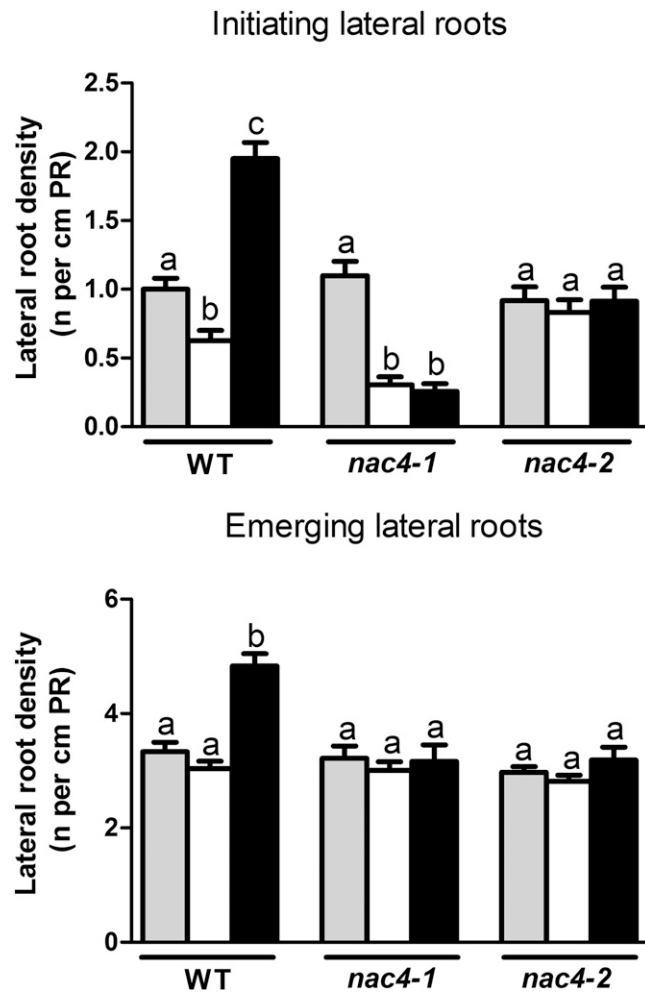 Initiating lateral roots
Lateral root density
(n per cm PR)
2.5
2.0
1.5
1.0
0.5
0.0
a
b
c
a
b
b
a
a
a
WT
nac4-1
nac4-2
Emerging lateral roots
Lateral root density
(n per cm PR)
6
4
2
0
a
a
b
a
a
a
a
a
a
WT
nac4-1
nac4-2